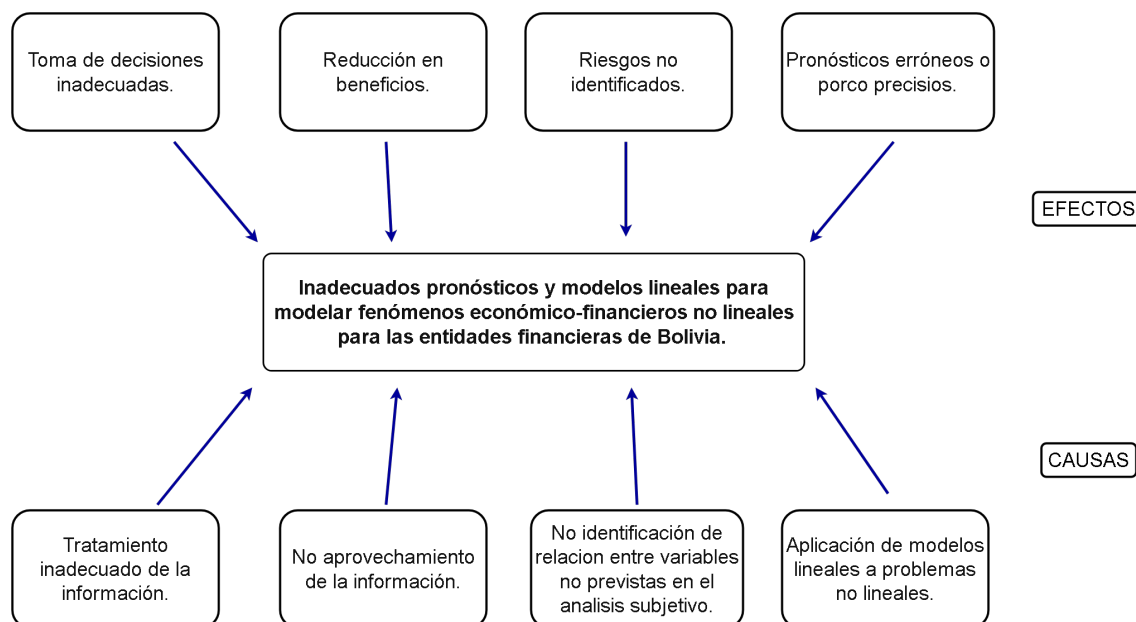 Toma de decisiones
inadecuadas.
Reducción en
beneficios.
Riesgos no
identificados.
Pronósticos erróneos o
porco precisios.
EFECTOS
Inadecuados pronósticos y modelos lineales para
modelar fenómenos económico-financieros no lineales
para las entidades financieras de Bolivia.
CAUSAS
Tratamiento
inadecuado de la
información.
No aprovechamiento
de la información.
No identificación de
relacion entre variables
no previstas en el
analisis subjetivo.
Aplicación de modelos
lineales a problemas
no lineales.